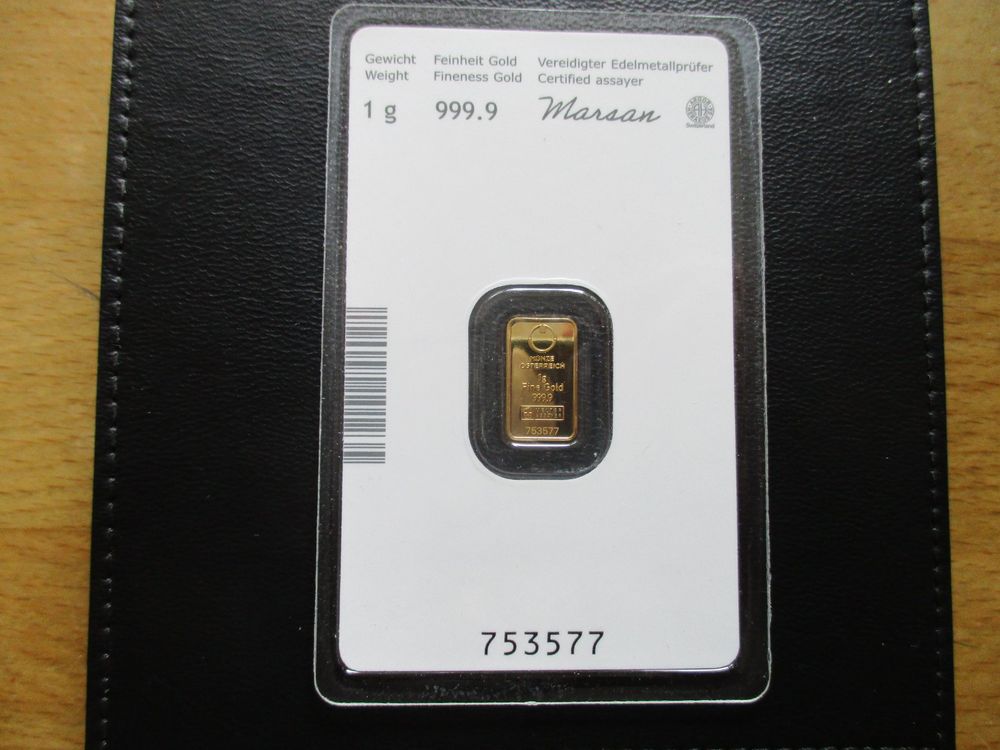 Gewicht Feinheit Gold Vereidigter Edelmetallprüfer
Weight Fineness Gold Certified assayer
1 g 999.9 Marsan
Switzerland
MÜNZE
ÖSTERREICH
1g
Fine Gold
999.9
753577
753577